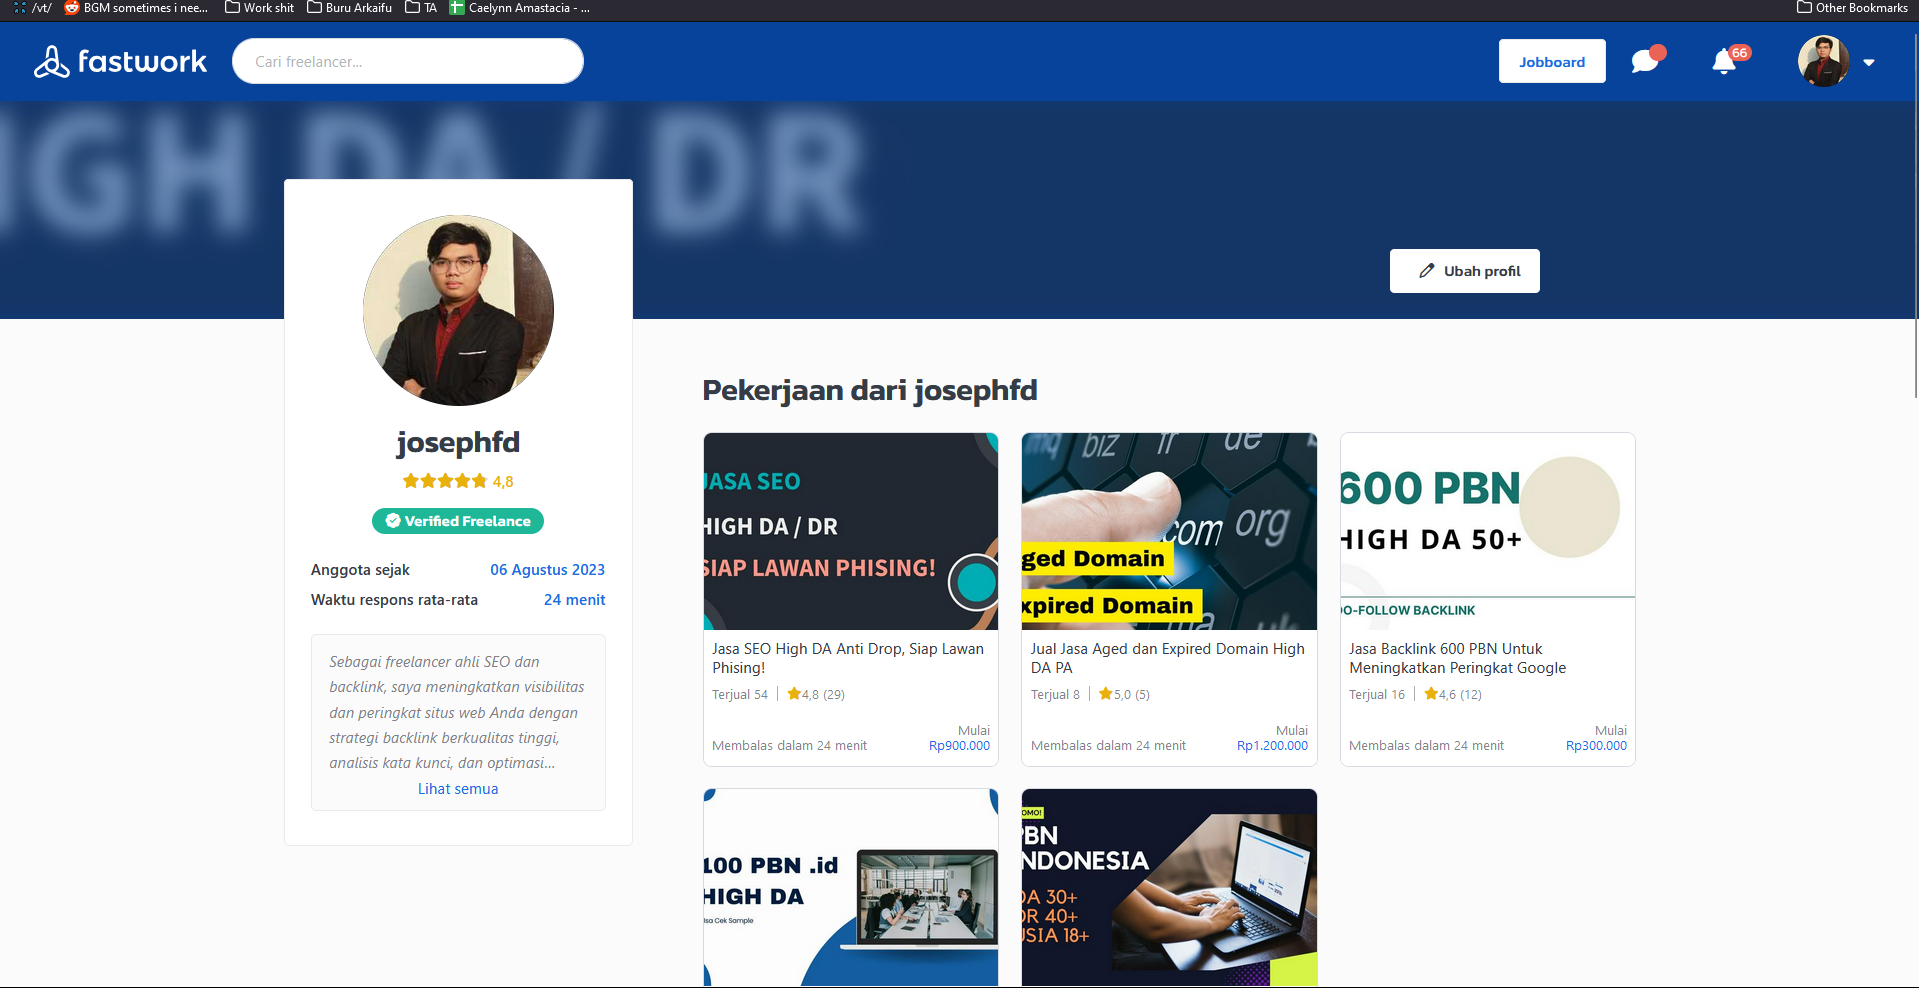 /vt/
BGM sometimes i nee...
Work shit
Buru Arkaifu
TA
Caelynn Amastacia - ...
Other Bookmarks
fastwork
Cari freelancer...
Jobboard
66
IGH DA / DR
Ubah profil
josephfd
4,8
Verified Freelance
Anggota sejak 06 Agustus 2023
Waktu respons rata-rata 24 menit
Sebagai freelancer ahli SEO dan
backlink, saya meningkatkan visibilitas
dan peringkat situs web Anda dengan
strategi backlink berkualitas tinggi,
analisis kata kunci, dan optimasi...
Lihat semua
Pekerjaan dari josephfd
JASA SEO
HIGH DA / DR
SIAP LAWAN PHISING!
Jasa SEO High DA Anti Drop, Siap Lawan
Phising!
Terjual 54 | 4,8 (29)
Mulai
Membalas dalam 24 menit Rp900.000
mq biz fr de
com org
ged Domain
xpired Domain
ma uk
Jual Jasa Aged dan Expired Domain High
DA PA
Terjual 8 | 5,0 (5)
Mulai
Membalas dalam 24 menit Rp1.200.000
600 PBN
HIGH DA 50+
DO-FOLLOW BACKLINK
Jasa Backlink 600 PBN Untuk
Meningkatkan Peringkat Google
Terjual 16 | 4,6 (12)
Mulai
Membalas dalam 24 menit Rp300.000
100 PBN .id
HIGH DA
isa Cek Sample
OMO!
PBN
INDONESIA
DA 30+
DR 40+
USIA 18+